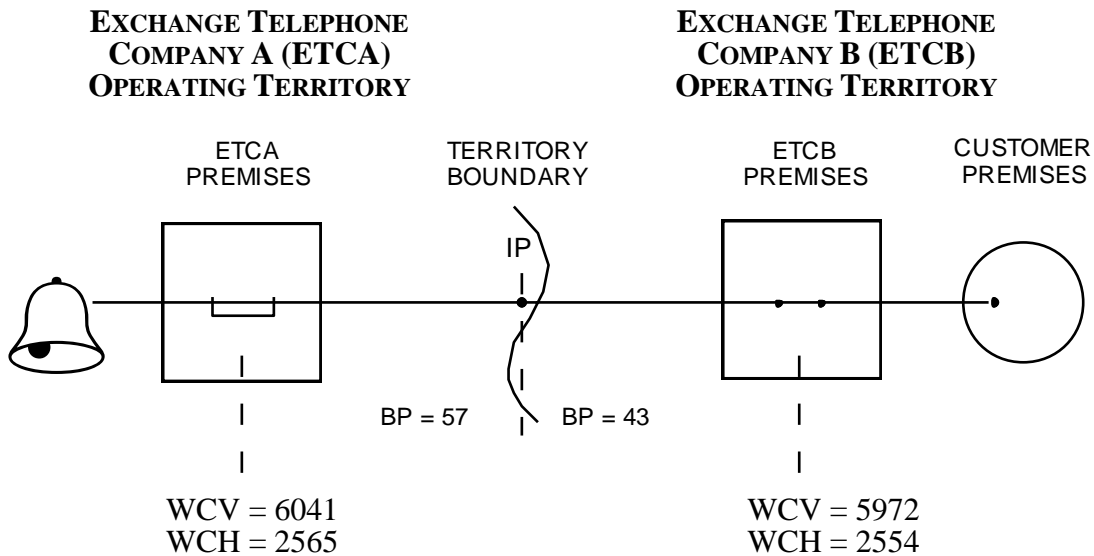 EXCHANGE TELEPHONE
COMPANY A (ETCA)
OPERATING TERRITORY
EXCHANGE TELEPHONE
COMPANY B (ETCB)
OPERATING TERRITORY
ETCA
PREMISES
TERRITORY
BOUNDARY
ETCB
PREMISES
CUSTOMER
PREMISES
IP
BP = 57
BP = 43
WCV = 6041
WCH = 2565
WCV = 5972
WCH = 2554